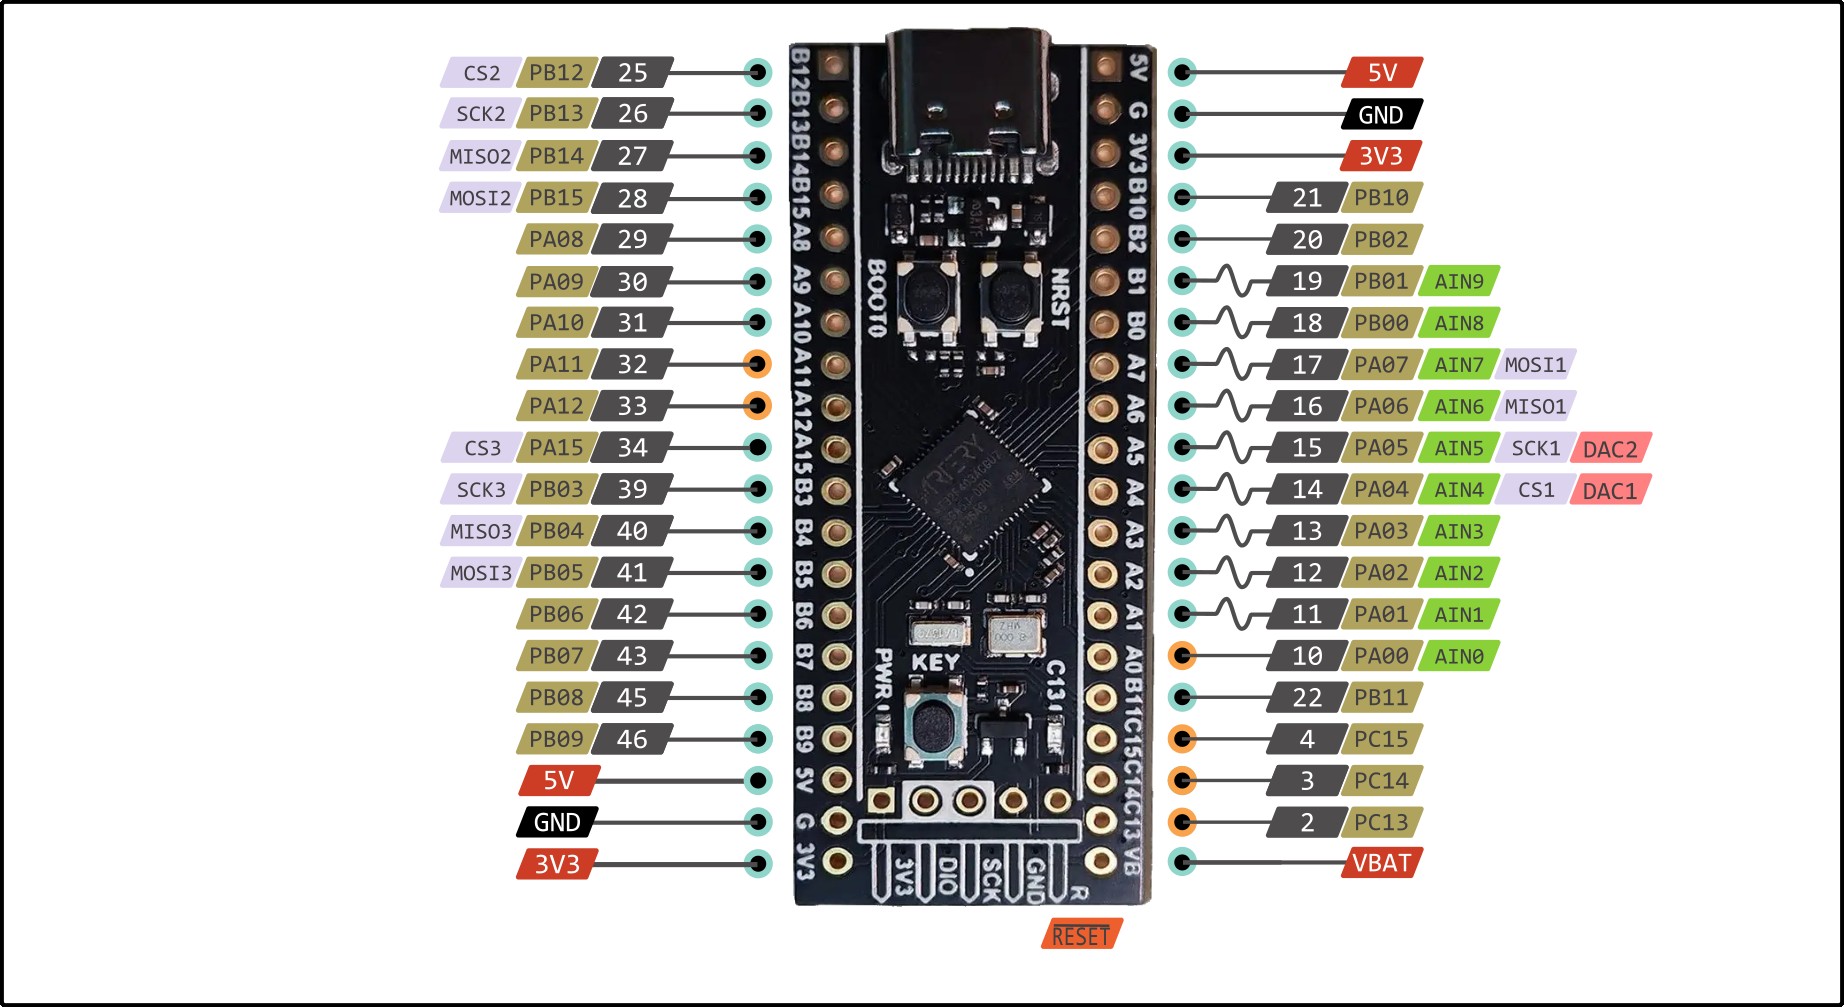 CS2 PB12 25
SCK2 PB13 26
MISO2 PB14 27
MOSI2 PB15 28
PA08 29
PA09 30
PA10 31
PA11 32
PA12 33
CS3 PA15 34
SCK3 PB03 39
MISO3 PB04 40
MOSI3 PB05 41
PB06 42
PB07 43
PB08 45
PB09 46
5V
GND
3V3
B12
B13
B14
B15
A8
A9
A10
A11
A12
A15
B3
B4
B5
B6
B7
B8
B9
5V
G
3V3
BOOT0
NRST
ARTERY
PWR
KEY
C13
3V3
DIO
SCK
GND
R
5V
G
3V3
B10
B2
B1
B0
A7
A6
A5
A4
A3
A2
A1
A0
B11
C15
C14
C13
VB
5V
GND
3V3
21 PB10
20 PB02
19 PB01 AIN9
18 PB00 AIN8
17 PA07 AIN7 MOSI1
16 PA06 AIN6 MISO1
15 PA05 AIN5 SCK1 DAC2
14 PA04 AIN4 CS1 DAC1
13 PA03 AIN3
12 PA02 AIN2
11 PA01 AIN1
10 PA00 AIN0
22 PB11
4 PC15
3 PC14
2 PC13
VBAT
RESET